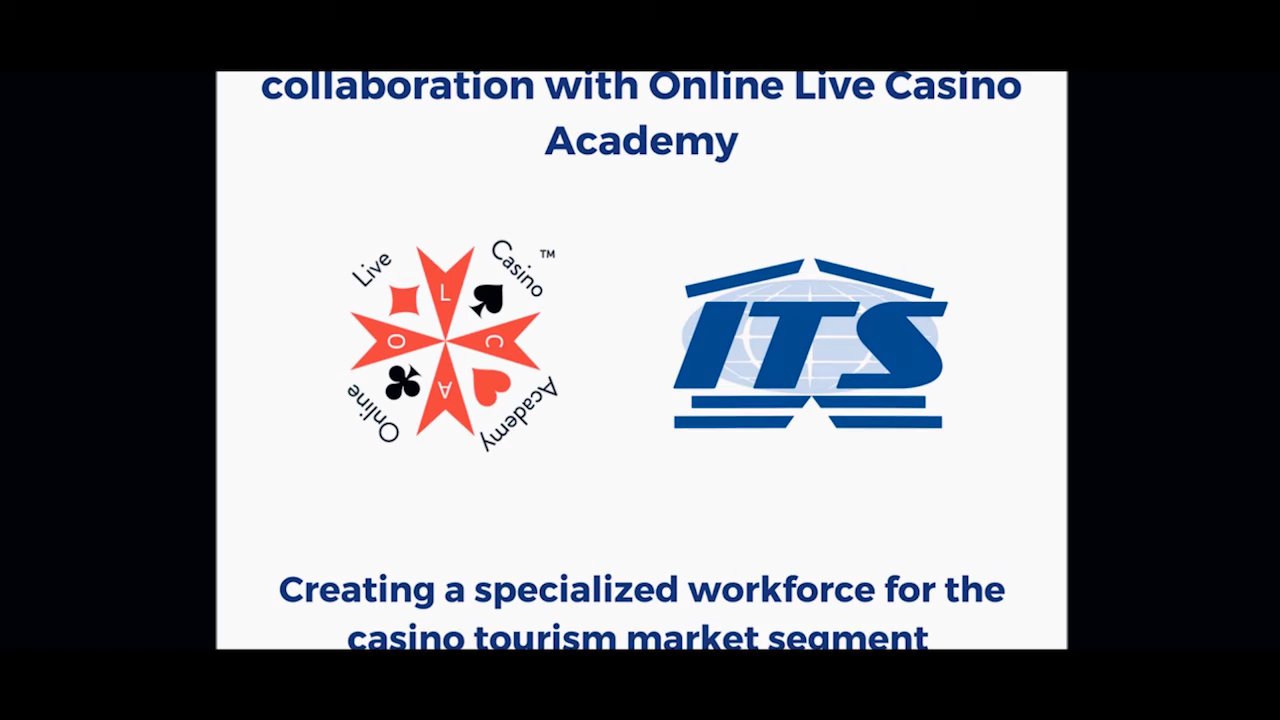 collaboration with Online Live Casino
Academy
Live
Casino
TM
L
O
C
A
Online
Academy
ITS
Creating a specialized workforce for the
casino tourism market segment